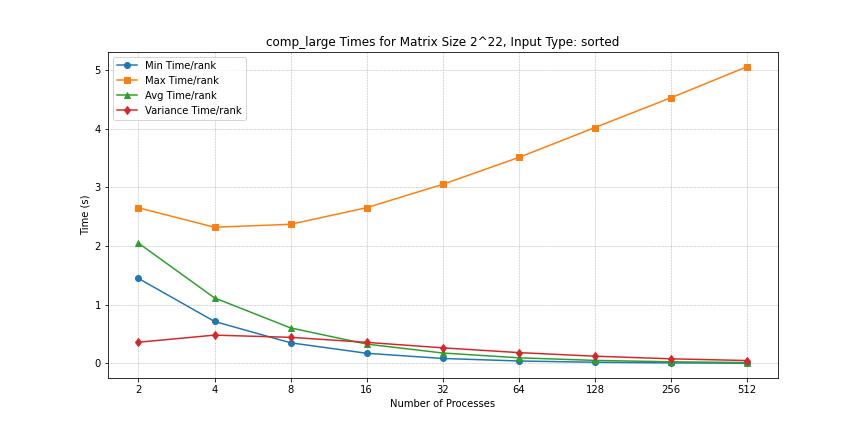 comp_large Times for Matrix Size 2^22, Input Type: sorted
Min Time/rank
Max Time/rank
Avg Time/rank
Variance Time/rank
5
4
3
2
1
0
Time (s)
2 4 8 16 32 64 128 256 512
Number of Processes